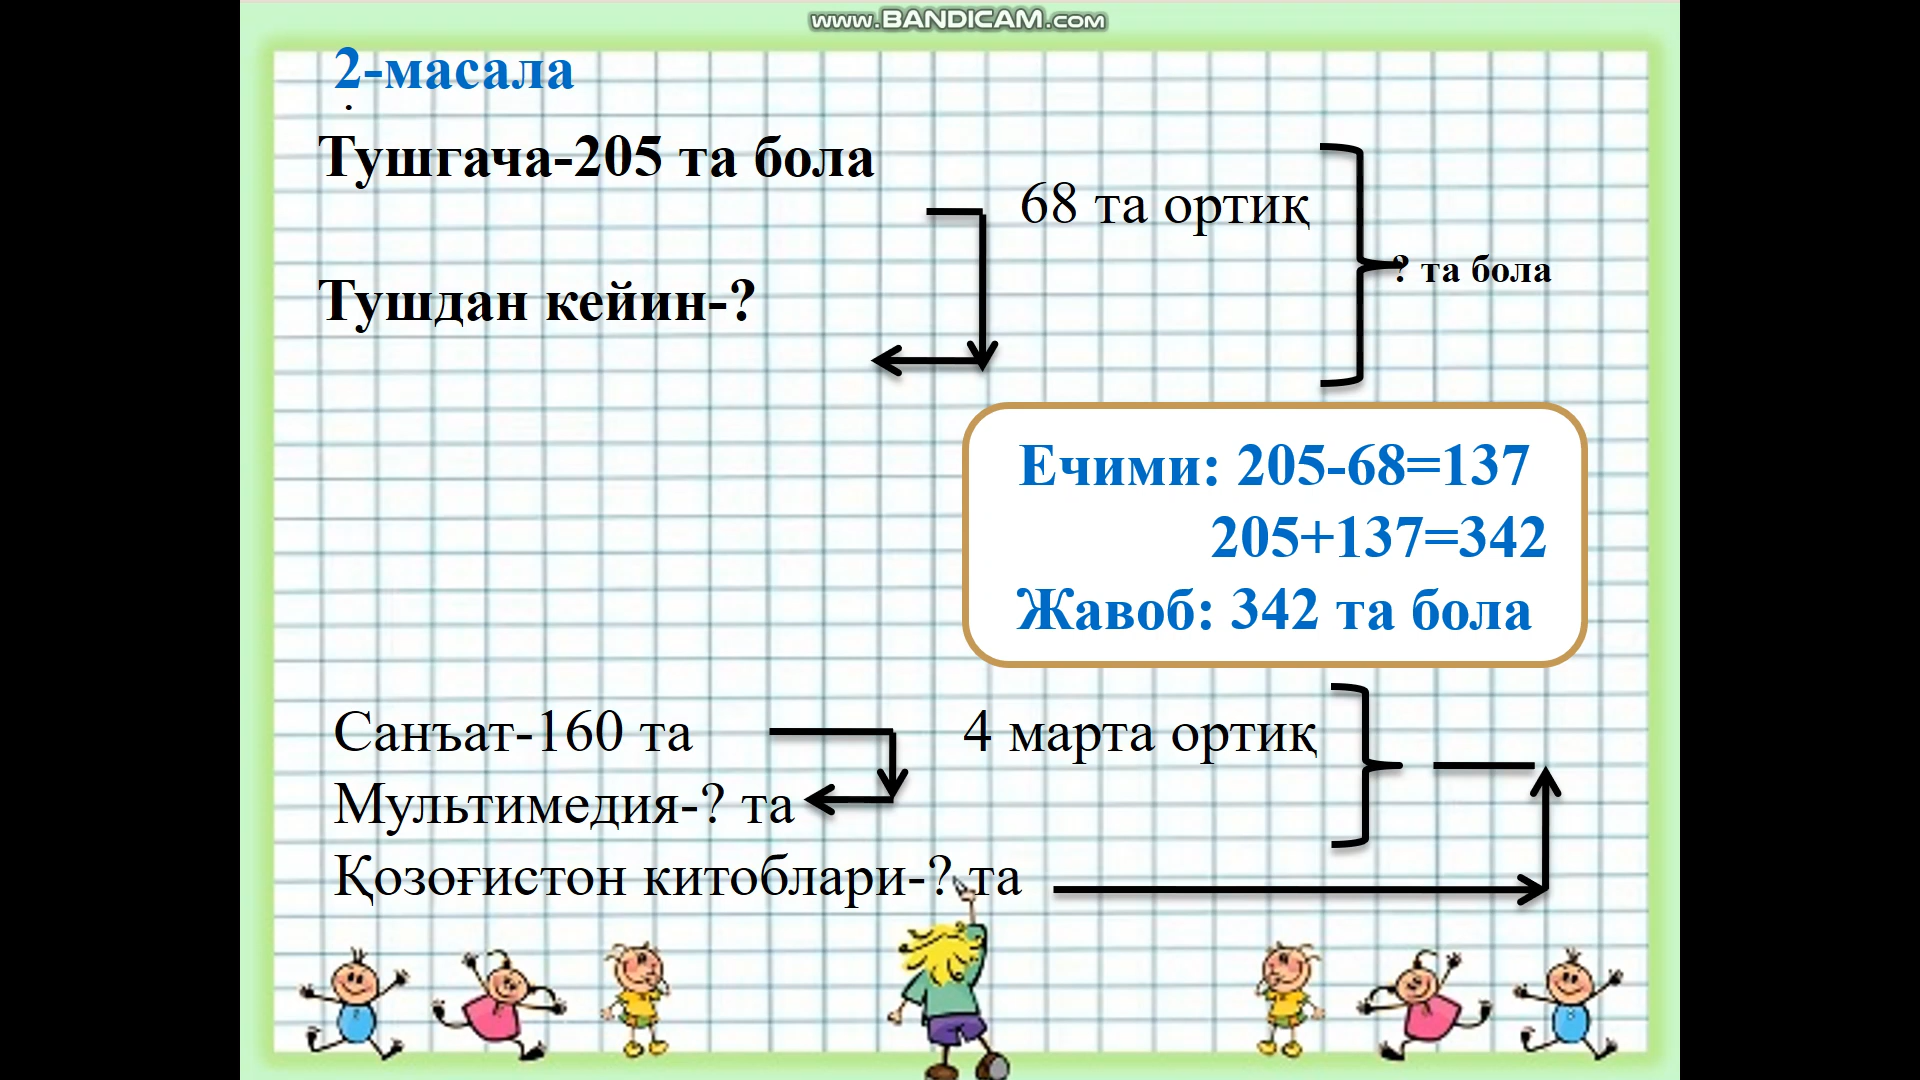 www.BANDICAM.com
2-масала
.
Тушгача-205 та бола
68 та ортиқ
? та бола
Тушдан кейин-?
Ечими: 205-68=137
205+137=342
Жавоб: 342 та бола
Санъат-160 та
4 марта ортиқ
Мультимедия-? та
Қозоғистон китоблари-? та